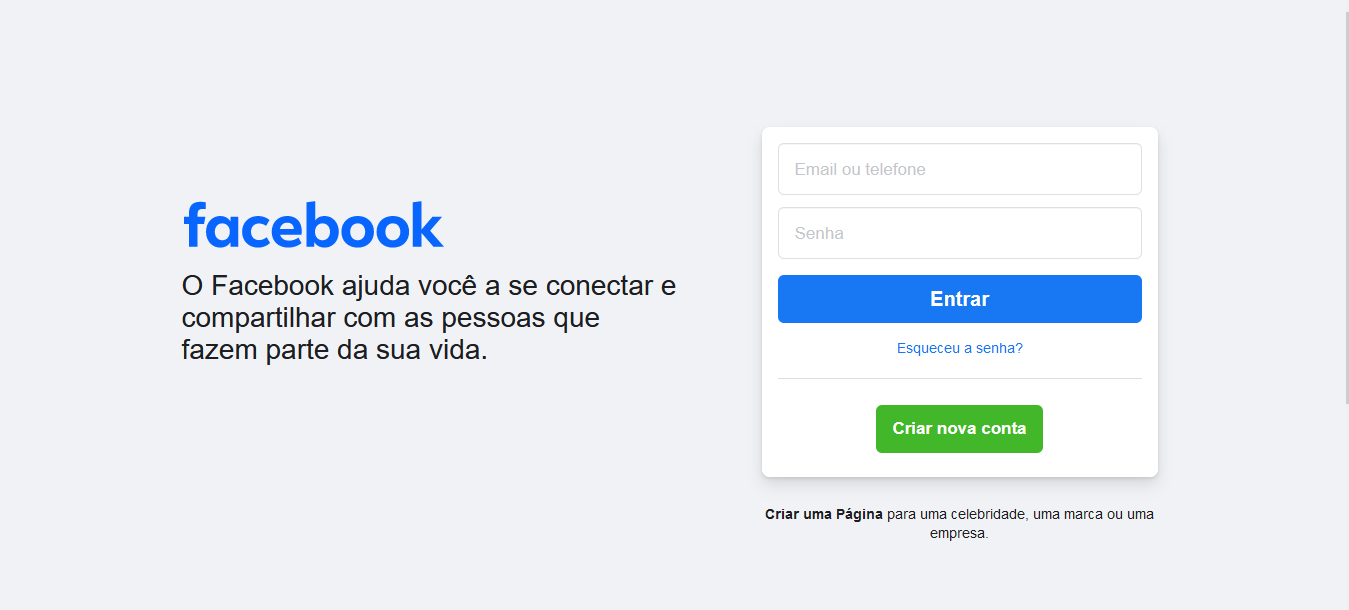 facebook
O Facebook ajuda você a se conectar e
compartilhar com as pessoas que
fazem parte da sua vida.
Email ou telefone
Senha
Entrar
Esqueceu a senha?
Criar nova conta
Criar uma Página para uma celebridade, uma marca ou uma
empresa.